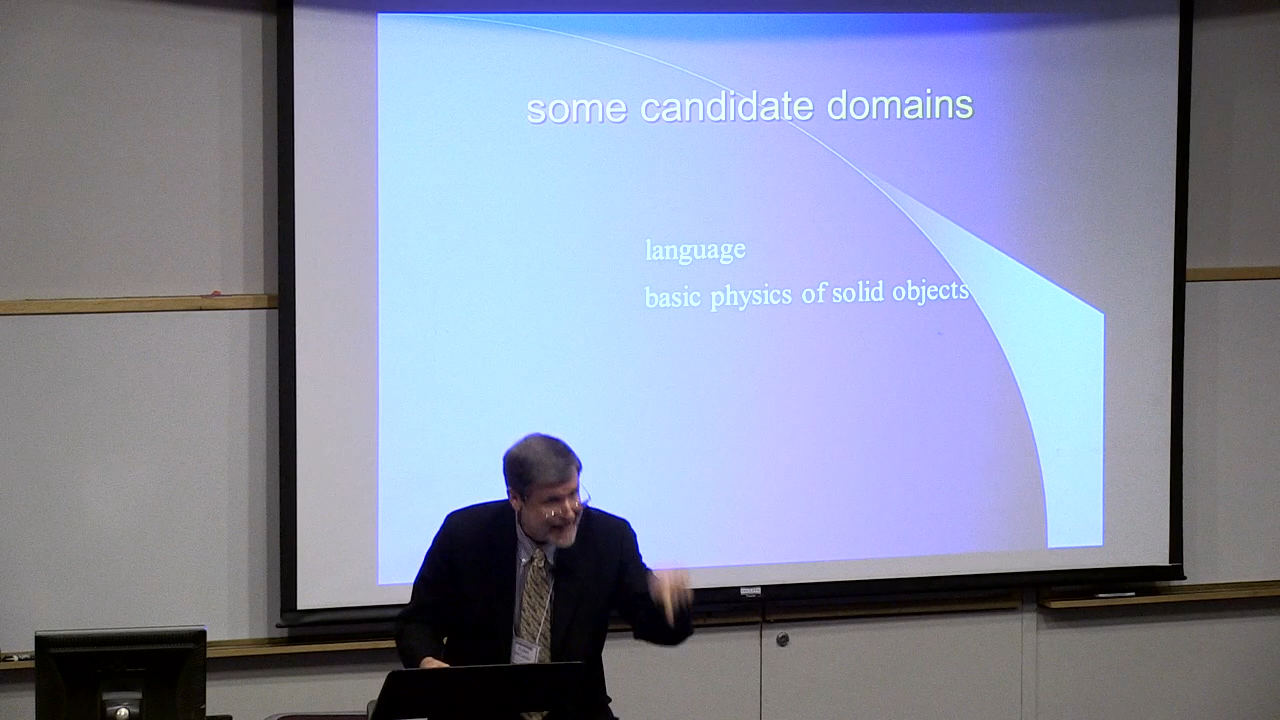 some candidate domains
language
basic physics of solid objects